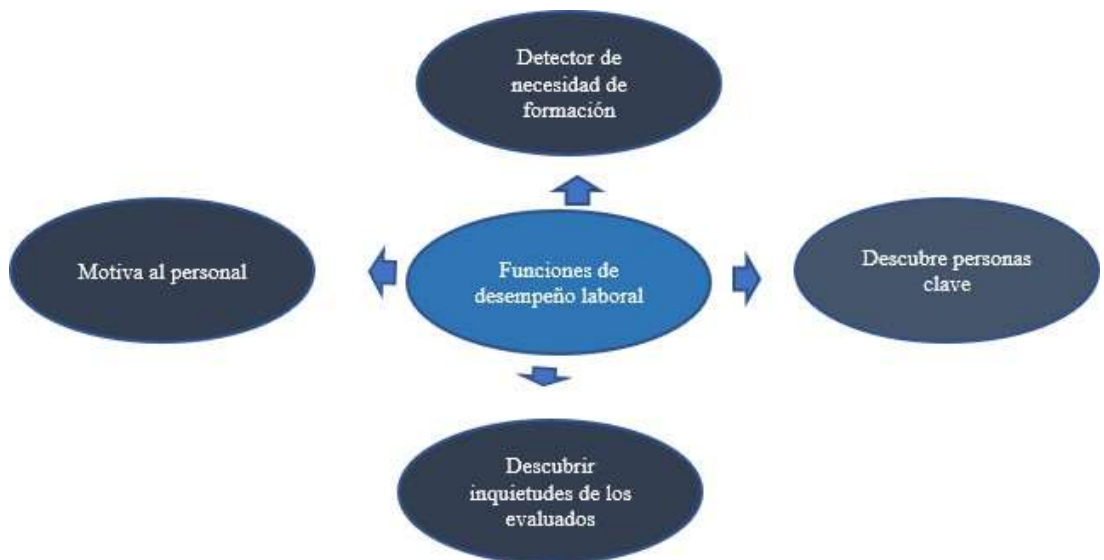 Detector de
necesidad de
formación
Motiva al personal
Funciones de
desempeño laboral
Descubre personas
clave
Descubrir
inquietudes de los
evaluados